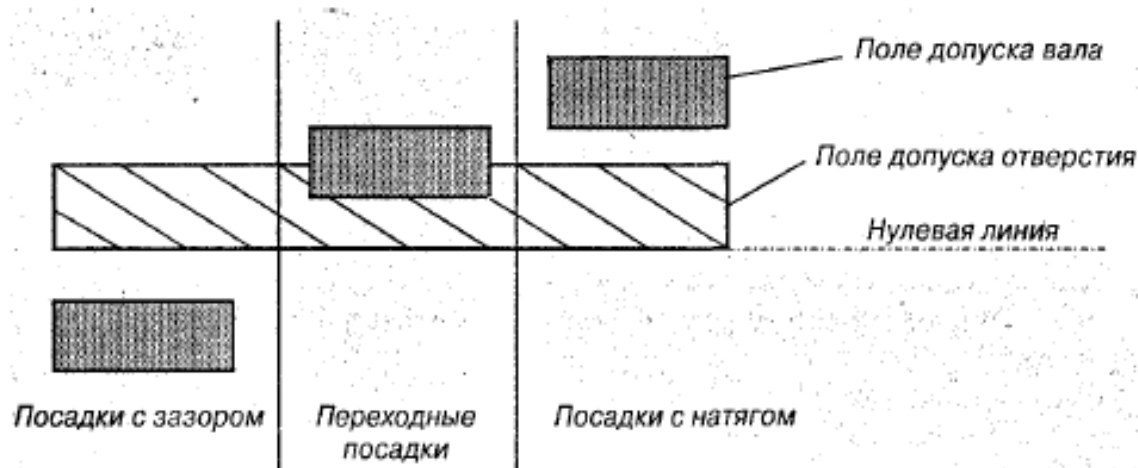 Поле допуска вала
Поле допуска отверстия
Нулевая линия
Посадки с зазором
Переходные
посадки
Посадки с натягом